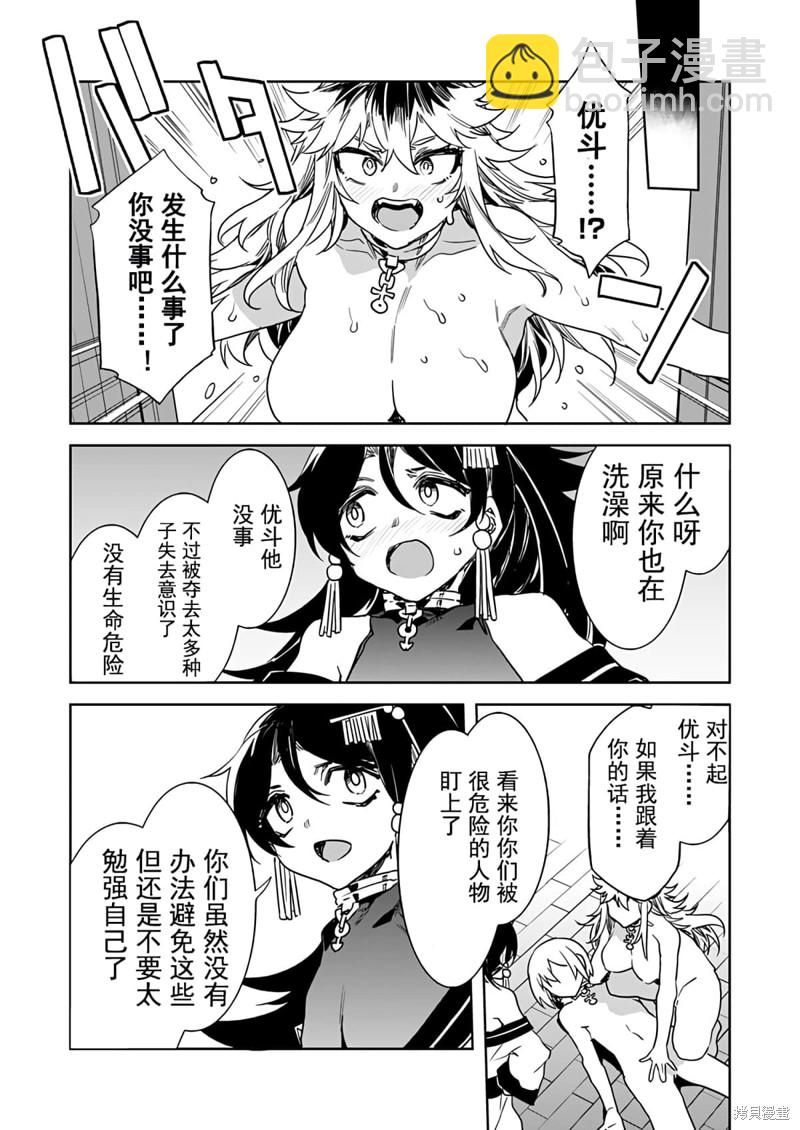 包子漫畫
baozimh.com
优斗……
!?
发生什么事了
你没事吧……！
ガタ
什么呀
原来你也在
洗澡啊
优斗他
没事
不过被夺去太多种
子失去意识了
没有生命危险
对不起
优斗……
如果我跟着
你的话……
看来你你们被
很危险的人物
盯上了
你们虽然没有
办法避免这些
但还是不要太
勉强自己了
拷貝漫畫